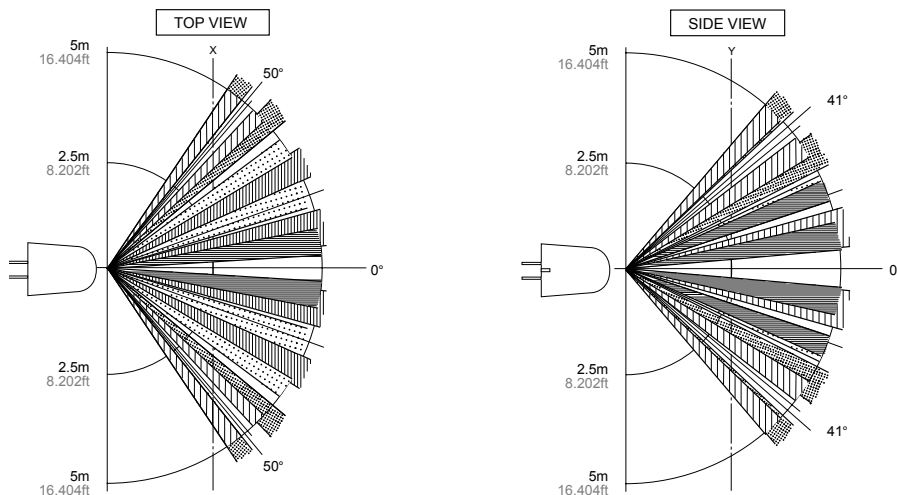 TOP VIEW
5m
16.404ft
X
50°
2.5m
8.202ft
0°
2.5m
8.202ft
50°
5m
16.404ft
SIDE VIEW
5m
16.404ft
Y
41°
2.5m
8.202ft
0
2.5m
8.202ft
41°
5m
16.404ft